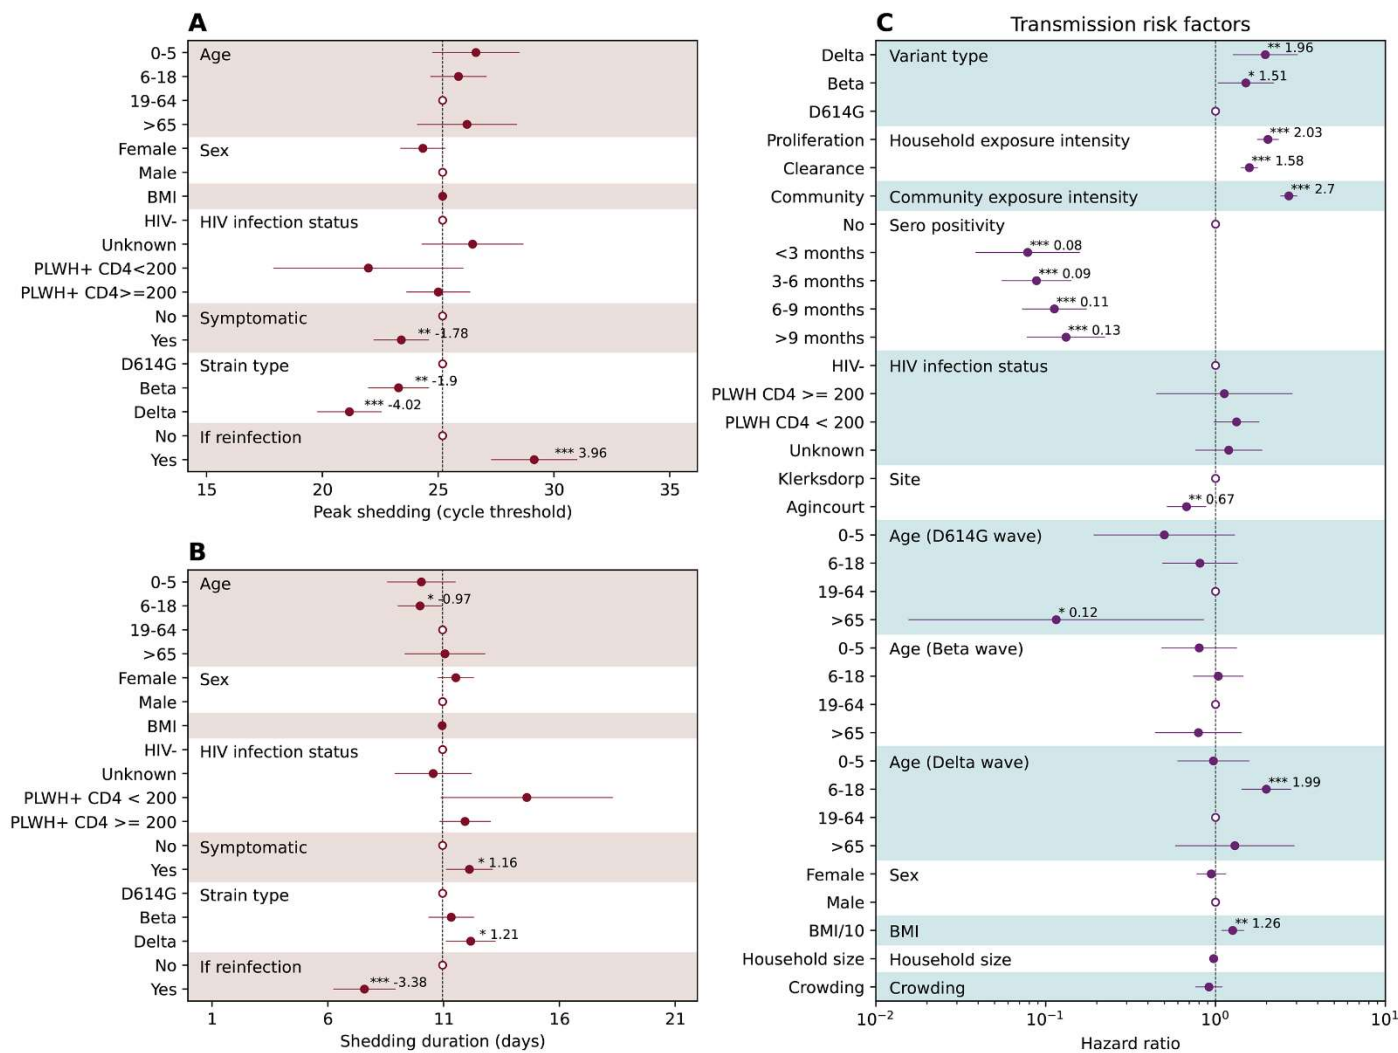 A
0-5 Age
6-18
19-64
>65
Female Sex
Male
BMI
HIV- HIV infection status
Unknown
PLWH+ CD4<200
PLWH+ CD4>=200
No Symptomatic
Yes ** -1.78
D614G Strain type
Beta ** -1.9
Delta *** -4.02
No If reinfection
Yes *** 3.96
15 20 25 30 35
Peak shedding (cycle threshold)
B
0-5 Age
6-18 * -0.97
19-64
>65
Female Sex
Male
BMI
HIV- HIV infection status
Unknown
PLWH+ CD4 < 200
PLWH+ CD4 >= 200
No Symptomatic
Yes * 1.16
D614G Strain type
Beta
Delta * 1.21
No If reinfection
Yes *** -3.38
1 6 11 16 21
Shedding duration (days)
C Transmission risk factors
Delta Variant type ** 1.96
Beta * 1.51
D614G
Proliferation Household exposure intensity *** 2.03
Clearance *** 1.58
Community Community exposure intensity *** 2.7
No Sero positivity
<3 months *** 0.08
3-6 months *** 0.09
6-9 months *** 0.11
>9 months *** 0.13
HIV- HIV infection status
PLWH CD4 >= 200
PLWH CD4 < 200
Unknown
Klerksdorp Site
Agincourt ** 0.67
0-5 Age (D614G wave)
6-18
19-64
>65 * 0.12
0-5 Age (Beta wave)
6-18
19-64
>65
0-5 Age (Delta wave)
6-18 *** 1.99
19-64
>65
Female Sex
Male
BMI/10 BMI ** 1.26
Household size Household size
Crowding Crowding
10⁻² 10⁻¹ 10⁰ 10¹
Hazard ratio